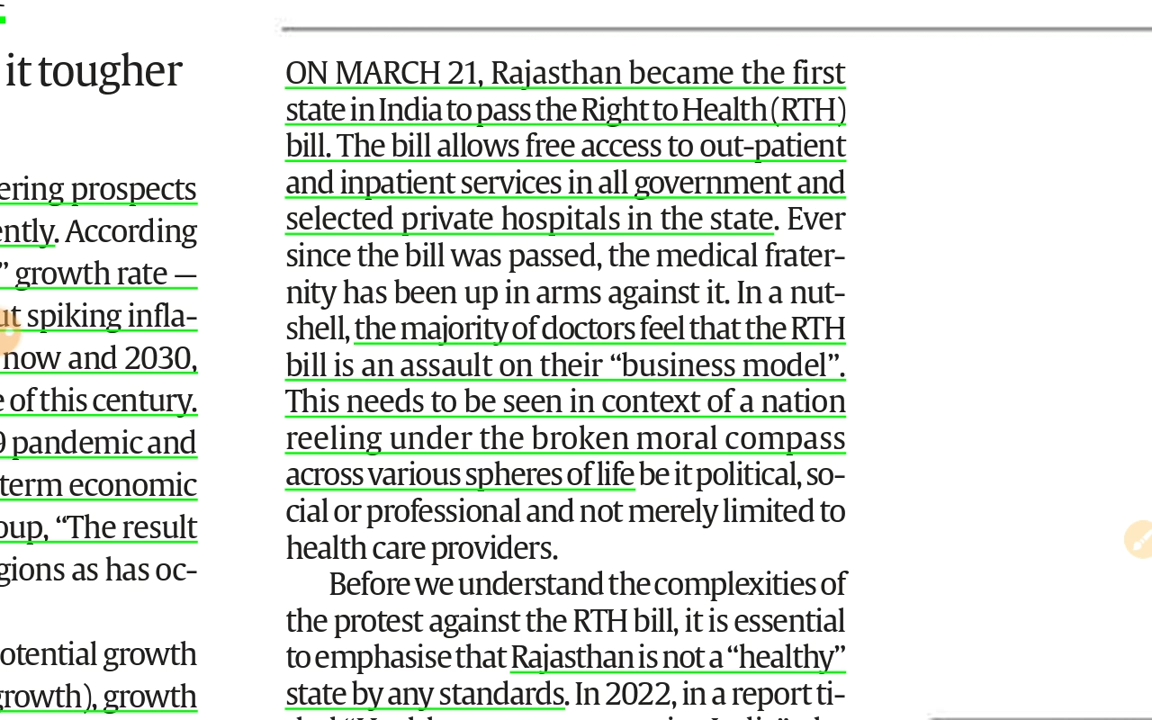 it tougher
ering prospects
ently. According
” growth rate —
ut spiking infla-
now and 2030,
e of this century.
9 pandemic and
term economic
oup, “The result
gions as has oc-
otential growth
growth), growth
ON MARCH 21, Rajasthan became the first
state in India to pass the Right to Health (RTH)
bill. The bill allows free access to out-patient
and inpatient services in all government and
selected private hospitals in the state. Ever
since the bill was passed, the medical frater-
nity has been up in arms against it. In a nut-
shell, the majority of doctors feel that the RTH
bill is an assault on their “business model”.
This needs to be seen in context of a nation
reeling under the broken moral compass
across various spheres of life be it political, so-
cial or professional and not merely limited to
health care providers.
Before we understand the complexities of
the protest against the RTH bill, it is essential
to emphasise that Rajasthan is not a “healthy”
state by any standards. In 2022, in a report ti-